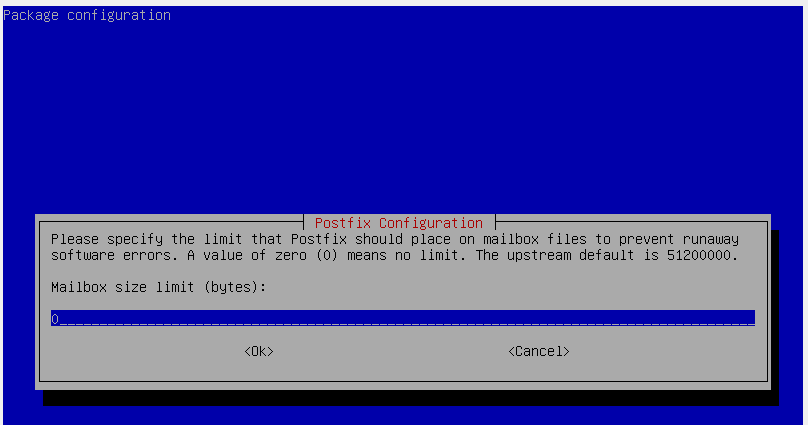 Package configuration
Postfix Configuration
Please specify the limit that Postfix should place on mailbox files to prevent runaway
software errors. A value of zero (0) means no limit. The upstream default is 51200000.
Mailbox size limit (bytes):
0
<Ok> <Cancel>